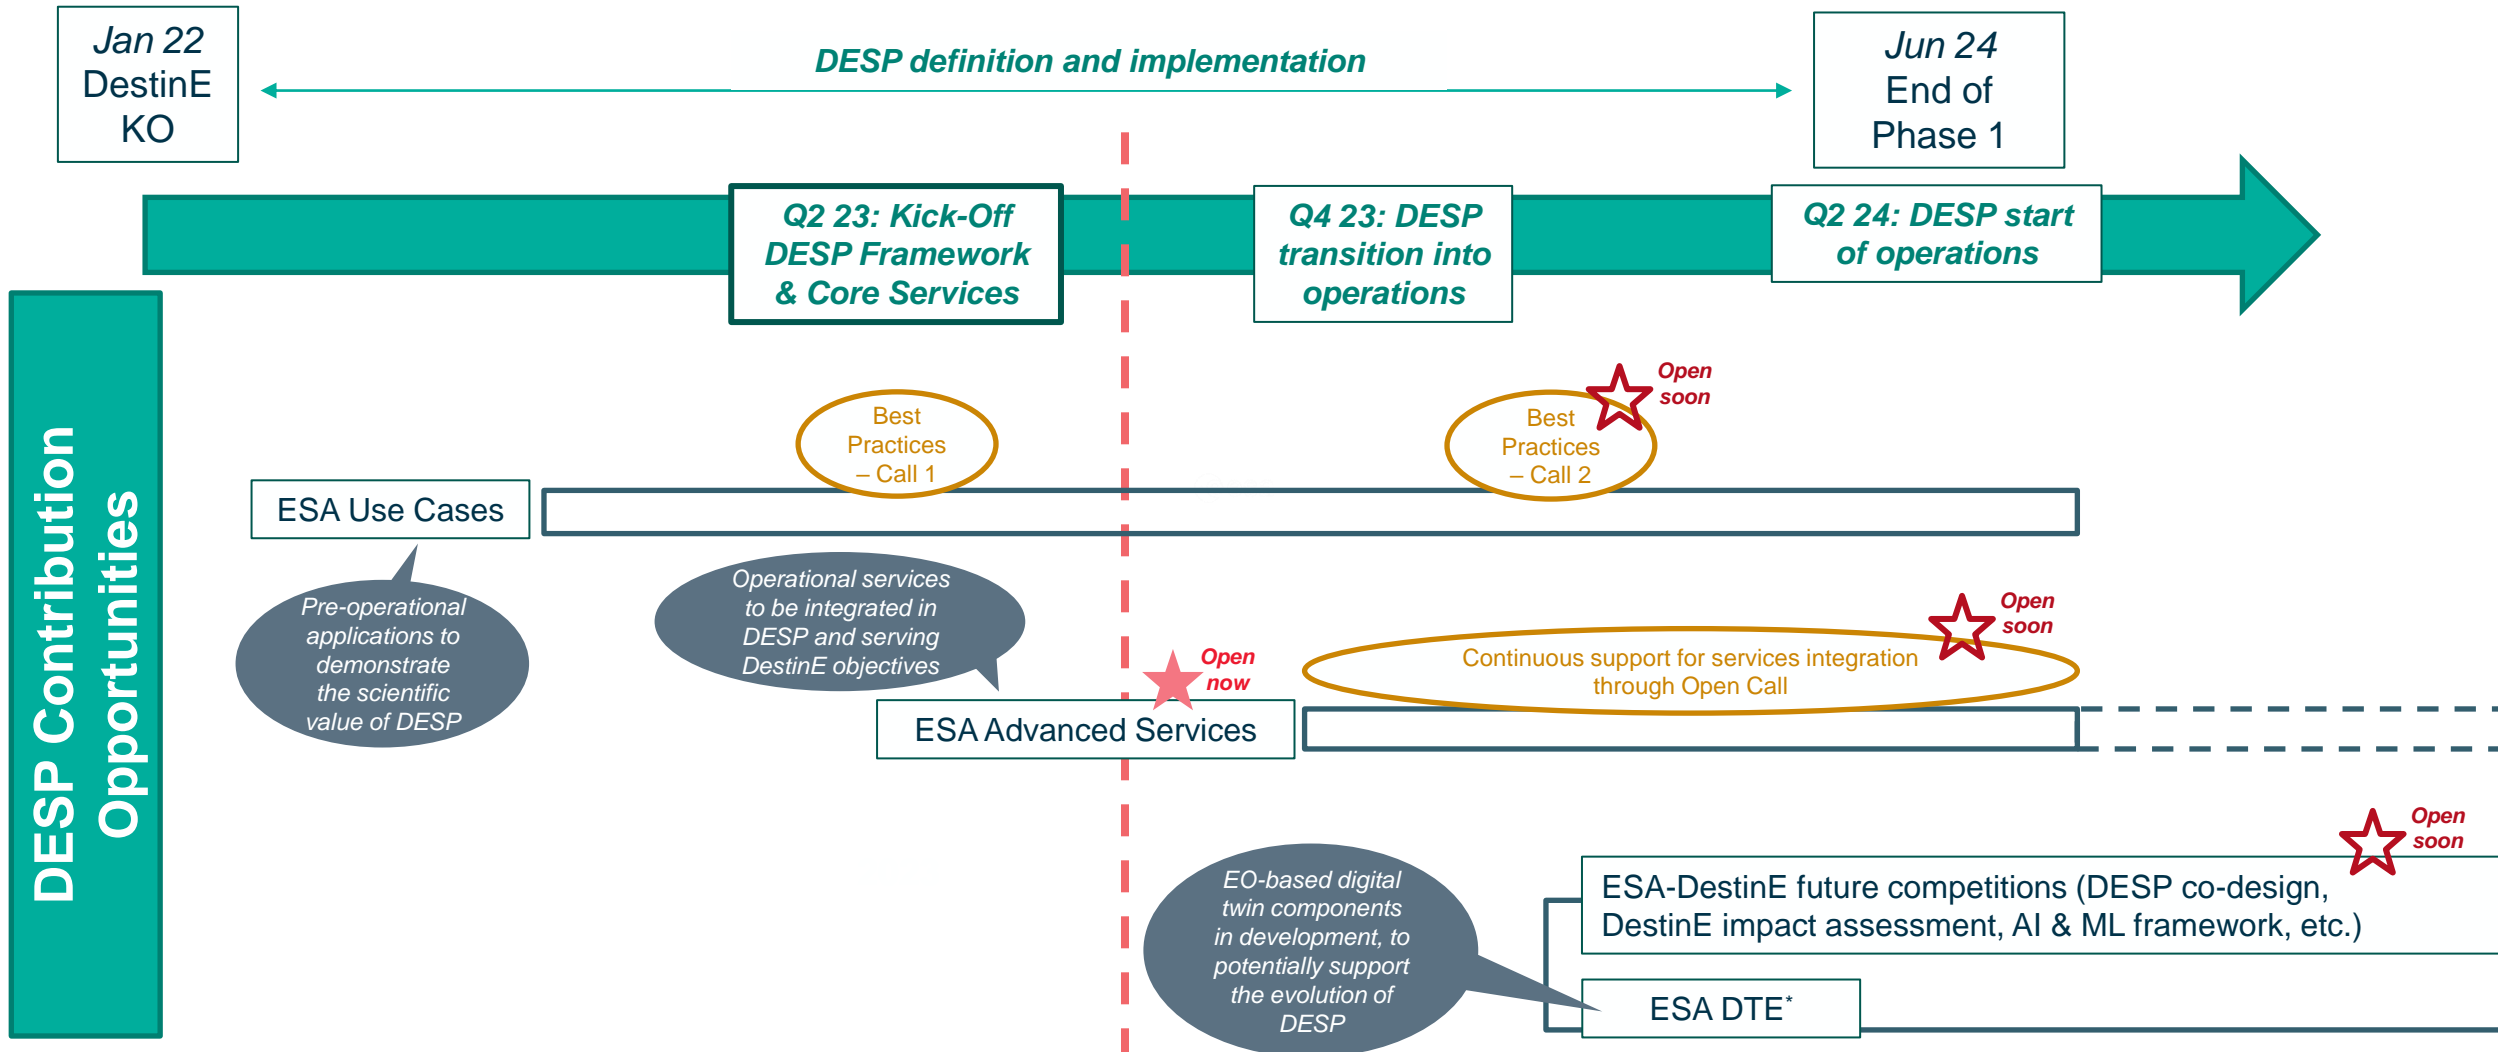 Jan 22
DestinE
KO
DESP definition and implementation
Jun 24
End of
Phase 1
Q2 23: Kick-Off
DESP Framework
& Core Services
Q4 23: DESP
transition into
operations
Q2 24: DESP start
of operations
DESP Contribution
Opportunities
Best
Practices
– Call 1
Best
Practices
– Call 2
Open
soon
ESA Use Cases
Pre-operational
applications to
demonstrate
the scientific
value of DESP
Operational services
to be integrated in
DESP and serving
DestinE objectives
Open
now
ESA Advanced Services
Continuous support for services integration
through Open Call
Open
soon
EO-based digital
twin components
in development, to
potentially support
the evolution of
DESP
Open
soon
ESA-DestinE future competitions (DESP co-design,
DestinE impact assessment, AI & ML framework, etc.)
ESA DTE*